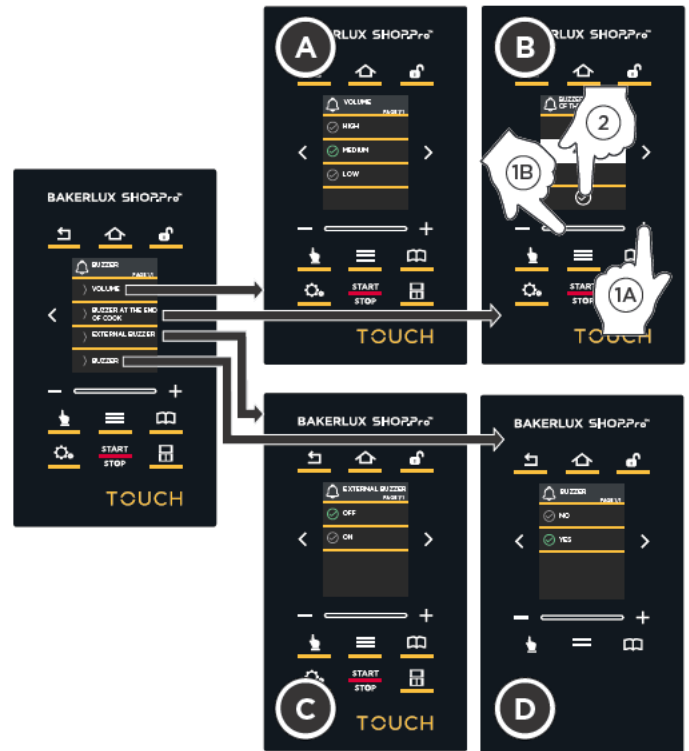 BAKERLUX SHOP.Pro™
BUZZER
PAGE 1/1
VOLUME
BUZZER AT THE END
OF COOK
EXTERNAL BUZZER
BUZZER
START
STOP
TOUCH
A
RLUX SHOP.Pro™
VOLUME
PAGE 1/1
HIGH
MEDIUM
LOW
START
STOP
TOUCH
B
RLUX SHOP.Pro™
2
1B
1A
TOUCH
BAKERLUX SHOP.Pro™
EXTERNAL BUZZER
PAGE 1/1
OFF
ON
START
STOP
C
TOUCH
BAKERLUX SHOP.Pro™
BUZZER
PAGE 1/1
NO
YES
D